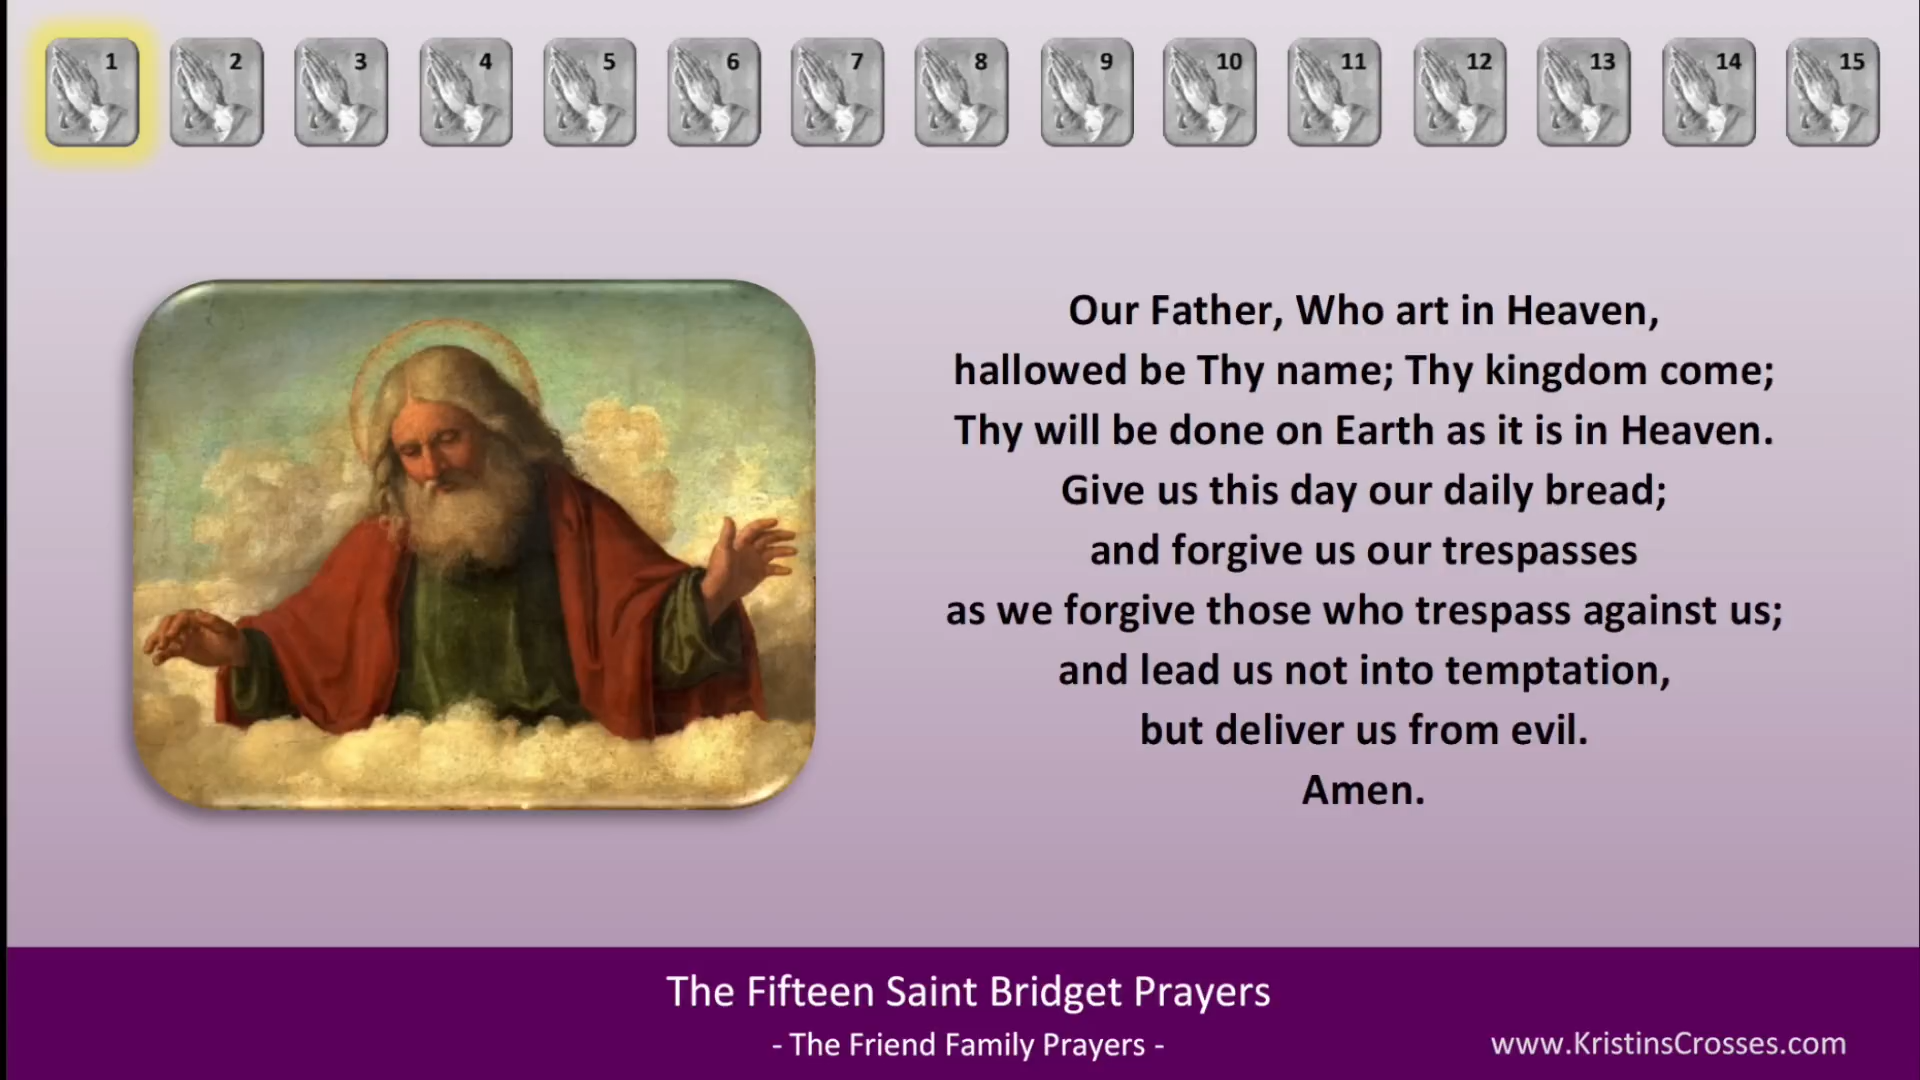 1 2 3 4 5 6 7 8 9 10 11 12 13 14 15
Our Father, Who art in Heaven,
hallowed be Thy name; Thy kingdom come;
Thy will be done on Earth as it is in Heaven.
Give us this day our daily bread;
and forgive us our trespasses
as we forgive those who trespass against us;
and lead us not into temptation,
but deliver us from evil.
Amen.
The Fifteen Saint Bridget Prayers
- The Friend Family Prayers -
www.KristinsCrosses.com